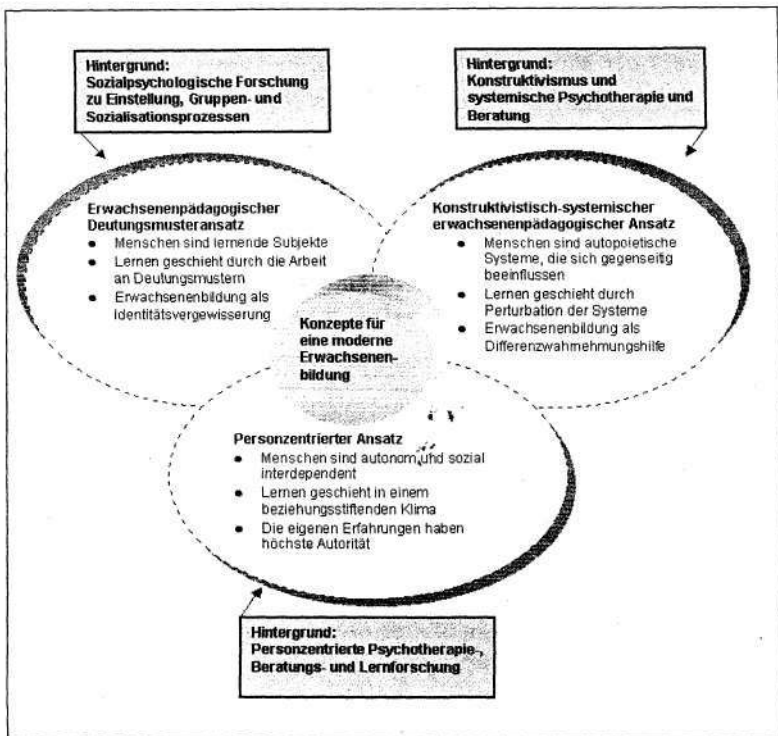 Hintergrund:
Sozialpsychologische Forschung
zu Einstellung, Gruppen- und
Sozialisationsprozessen
Hintergrund:
Konstruktivismus und
systemische Psychotherapie und
Beratung
Erwachsenenpädagogischer
Deutungsmusteransatz
● Menschen sind lernende Subjekte
● Lernen geschieht durch die Arbeit
an Deutungsmustern
● Erwachsenenbildung als
Identitätsvergewisserung
Konstruktivistisch-systemischer
erwachsenenpädagogischer Ansatz
● Menschen sind autopoietische
Systeme, die sich gegenseitig
beeinflussen
● Lernen geschieht durch
Perturbation der Systeme
● Erwachsenenbildung als
Differenzwahrnehmungshilfe
Konzepte für
eine moderne
Erwachsenen-
bildung
Personzentrierter Ansatz
● Menschen sind autonom und sozial
interdependent
● Lernen geschieht in einem
beziehungsstiftenden Klima
● Die eigenen Erfahrungen haben
höchste Autorität
Hintergrund:
Personzentrierte Psychotherapie-,
Beratungs- und Lernforschung